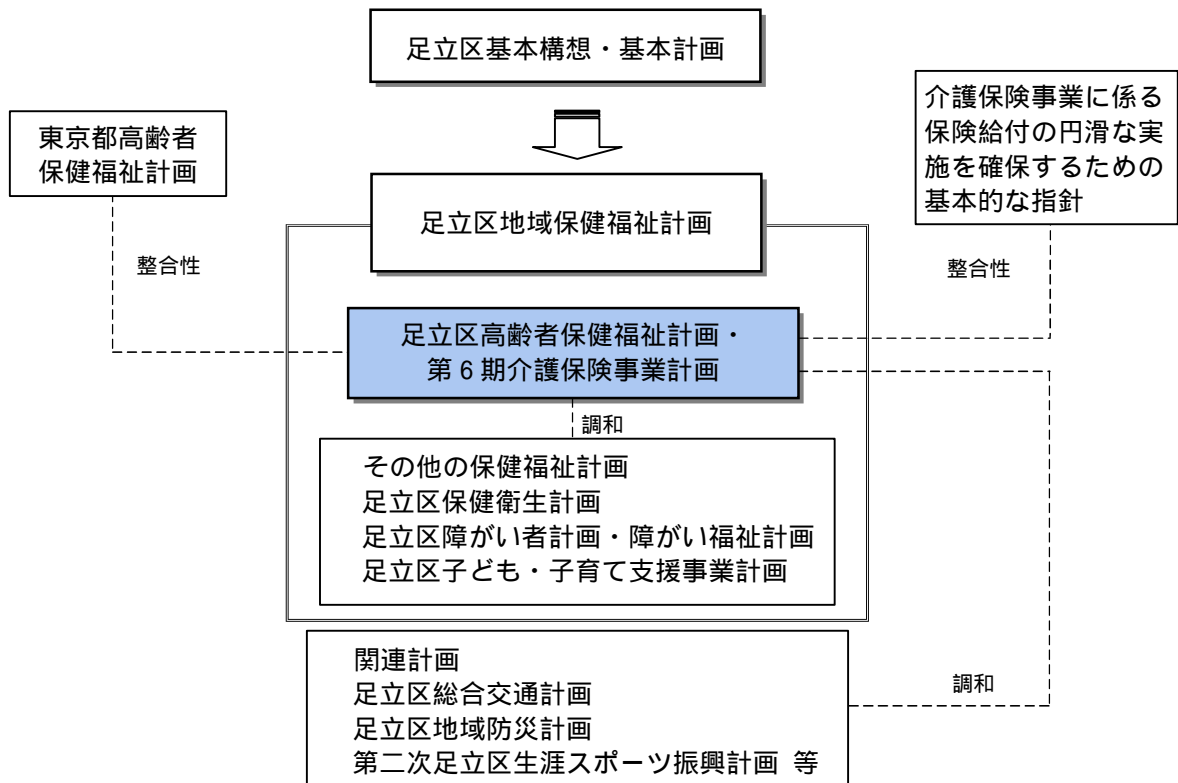 足立区基本構想・基本計画
東京都高齢者
保健福祉計画
介護保険事業に係る
保険給付の円滑な実
施を確保するための
基本的な指針
足立区地域保健福祉計画
整合性
整合性
足立区高齢者保健福祉計画・
第6期介護保険事業計画
調和
その他の保健福祉計画
足立区保健衛生計画
足立区障がい者計画・障がい福祉計画
足立区子ども・子育て支援事業計画
関連計画
足立区総合交通計画
足立区地域防災計画
第二次足立区生涯スポーツ振興計画 等
調和